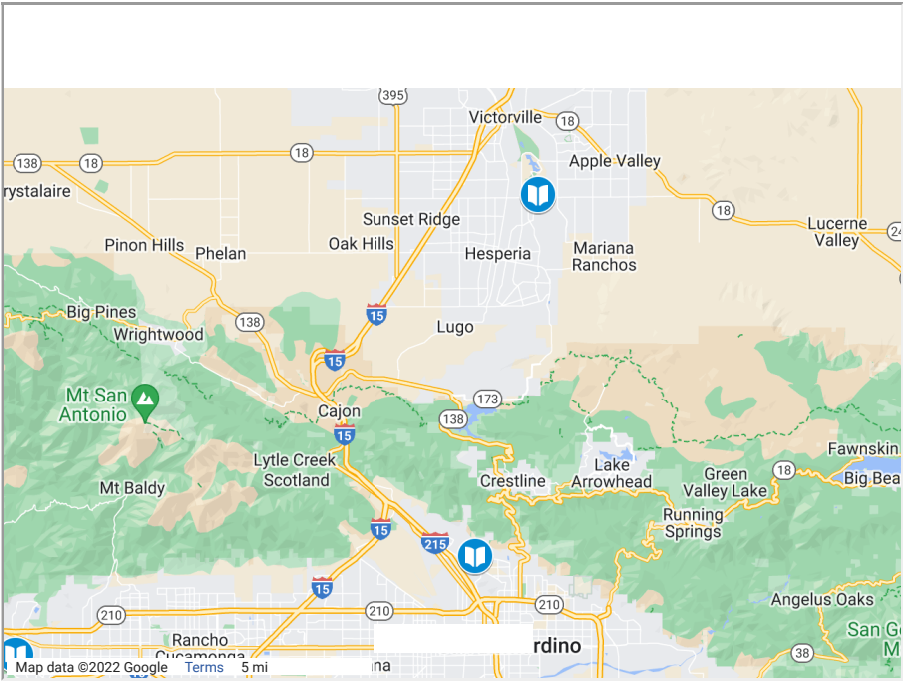 395
Victorville
18
Apple Valley
138
18
18
rystalaire
18
Sunset Ridge
Lucerne
Valley
24
Pinon Hills
Phelan
Oak Hills
Hesperia
Mariana
Ranchos
Big Pines
15
138
Lugo
Wrightwood
15
Mt San
Antonio
173
Cajon
138
15
Fawnskin
Lytle Creek
Scotland
Lake
Arrowhead
18
Crestline
Green
Valley Lake
Big Bea
Mt Baldy
Running
Springs
15
215
15
Angelus Oaks
210
210
210
San G
M
Rancho
Cucamonga
rdino
38
Map data ©2022 Google Terms 5 mi
ma
15